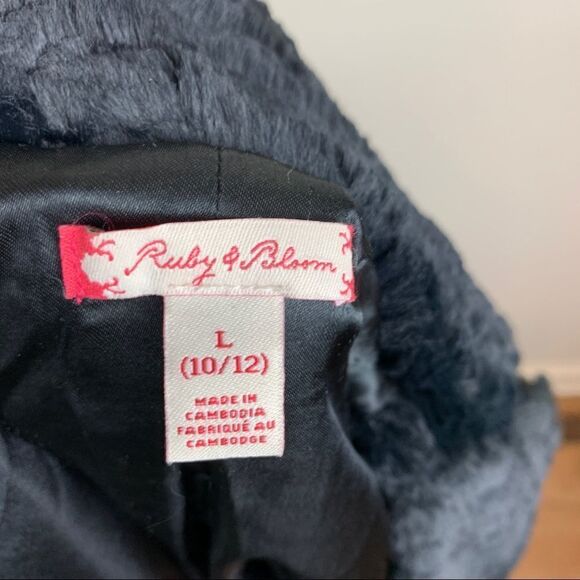 Ruby & Bloom
L
(10/12)
MADE IN
CAMBODIA
FABRIQUÉ AU
CAMBODGE